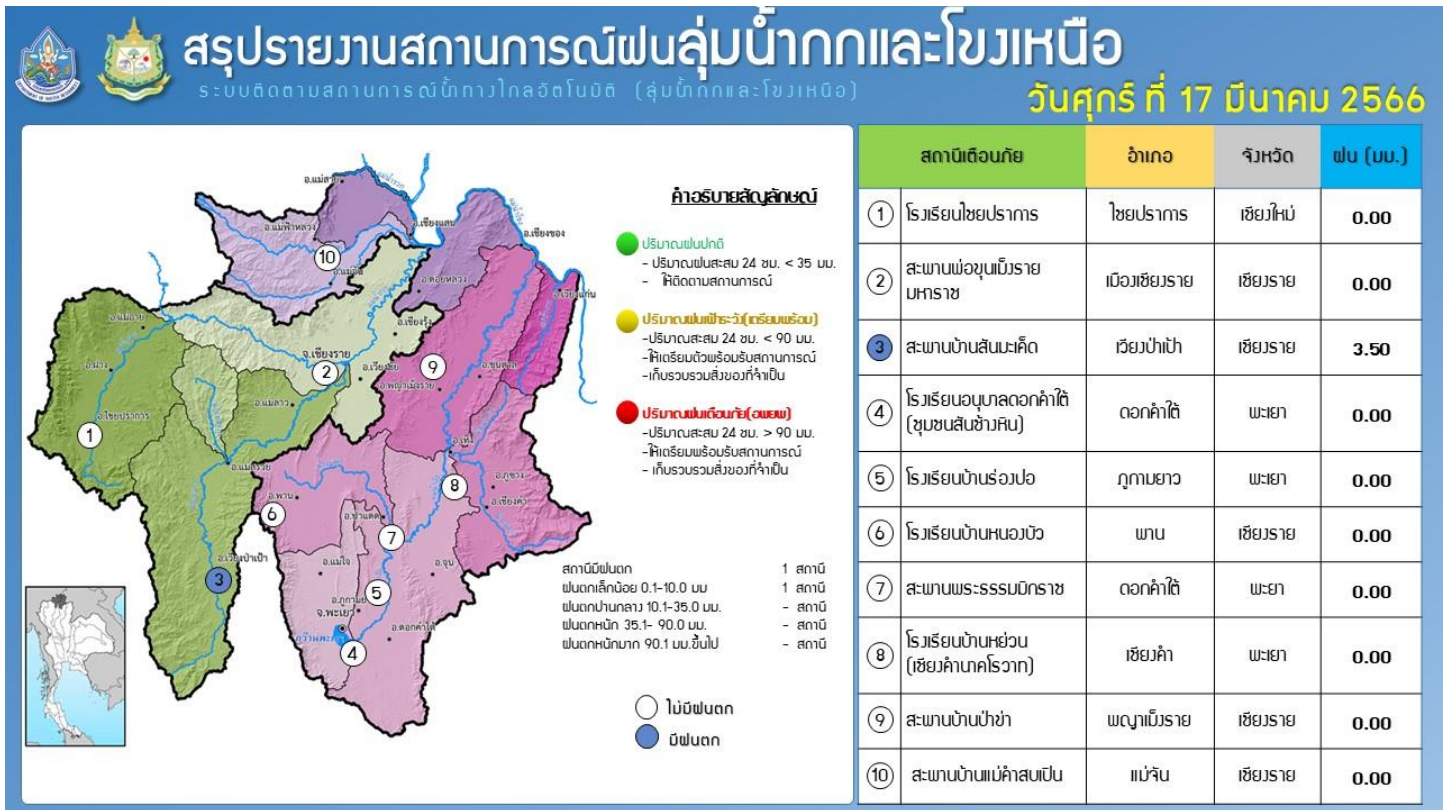 สรุปรายงานสถานการณ์ฝนลุ่มน้ำกกและโขงเหนือ
ระบบติดตามสถานการณ์น้ำทางไกลอัตโนมัติ (ลุ่มน้ำกกและโขงเหนือ)
วันศุกร์ ที่ 17 มีนาคม 2566
อ.แม่สาย
อ.แม่ฟ้าหลวง
อ.เชียงแสน
อ.เชียงของ
10
อ.แม่จัน
อ.ดอยหลวง
อ.เวียงแก่น
อ.แม่อาย
อ.เชียงรุ้ง
จ.เชียงราย
2
อ.เวียงชัย
9
อ.ขุนตาล
อ.ฝาง
อ.พญาเม็งราย
อ.ไชยปราการ
อ.แม่ลาว
1
อ.เทิง
อ.แม่สรวย
8
อ.ภูซาง
อ.พาน
อ.เชียงคำ
6
อ.ป่าแดด
7
อ.เวียงป่าเป้า
อ.แม่ใจ
อ.จุน
3
5
จ.พะเยา
กว๊านพะเยา
อ.ดอกคำใต้
4
คำอธิบายสัญลักษณ์
ปริมาณฝนปกติ
- ปริมาณฝนสะสม 24 ชม. < 35 มม.
- ให้ติดตามสถานการณ์
ปริมาณฝนเฝ้าระวัง(เตรียมพร้อม)
-ปริมาณสะสม 24 ชม. < 90 มม.
-ให้เตรียมตัวพร้อมรับสถานการณ์
-เก็บรวบรวมสิ่งของที่จำเป็น
ปริมาณฝนเตือนภัย(อพยพ)
-ปริมาณสะสม 24 ชม. > 90 มม.
-ให้เตรียมพร้อมรับสถานการณ์
- เก็บรวบรวมสิ่งของที่จำเป็น
สถานีมีฝนตก 1 สถานี
ฝนตกเล็กน้อย 0.1-10.0 มม 1 สถานี
ฝนตกปานกลาง 10.1-35.0 มม. - สถานี
ฝนตกหนัก 35.1- 90.0 มม. - สถานี
ฝนตกหนักมาก 90.1 มม.ขึ้นไป - สถานี
ไม่มีฝนตก
มีฝนตก
สถานีเตือนภัย อำเภอ จังหวัด ฝน (มม.)
1 โรงเรียนไชยปราการ ไชยปราการ เชียงใหม่ 0.00
2 สะพานพ่อขุนเม็งราย
มหาราช เมืองเชียงราย เชียงราย 0.00
3 สะพานบ้านสันมะเค็ด เวียงป่าเป้า เชียงราย 3.50
4 โรงเรียนอนุบาลดอกคำใต้
(ชุมชนสันช้างหิน) ดอกคำใต้ พะเยา 0.00
5 โรงเรียนบ้านร่องปอ ภูกามยาว พะเยา 0.00
6 โรงเรียนบ้านหนองบัว พาน เชียงราย 0.00
7 สะพานพระธรรมมิกราช ดอกคำใต้ พะเยา 0.00
8 โรงเรียนบ้านหย่วน
(เชียงคำนาคโรวาท) เชียงคำ พะเยา 0.00
9 สะพานบ้านป่าข่า พญาเม็งราย เชียงราย 0.00
10 สะพานบ้านแม่คำสบเปิน แม่จัน เชียงราย 0.00